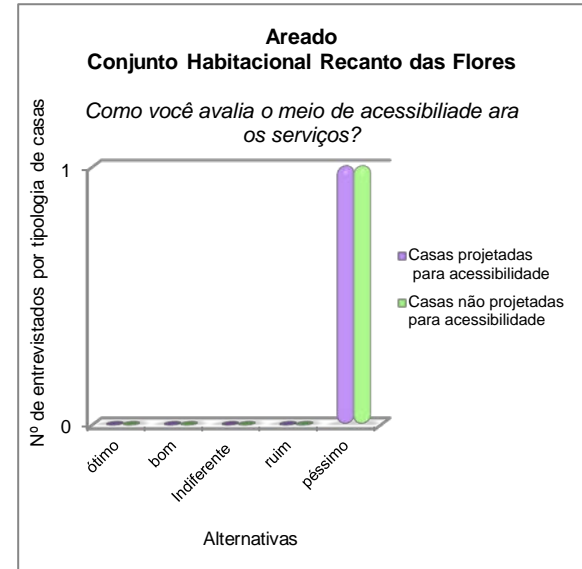 Areado
Conjunto Habitacional Recanto das Flores
Como você avalia o meio de acessibiliade ara
os serviços?
Nº de entrevistados por tipologia de casas
1
0
ótimo
bom
Indiferente
ruim
péssimo
Alternativas
Casas projetadas
para acessibilidade
Casas não projetadas
para acessibilidade